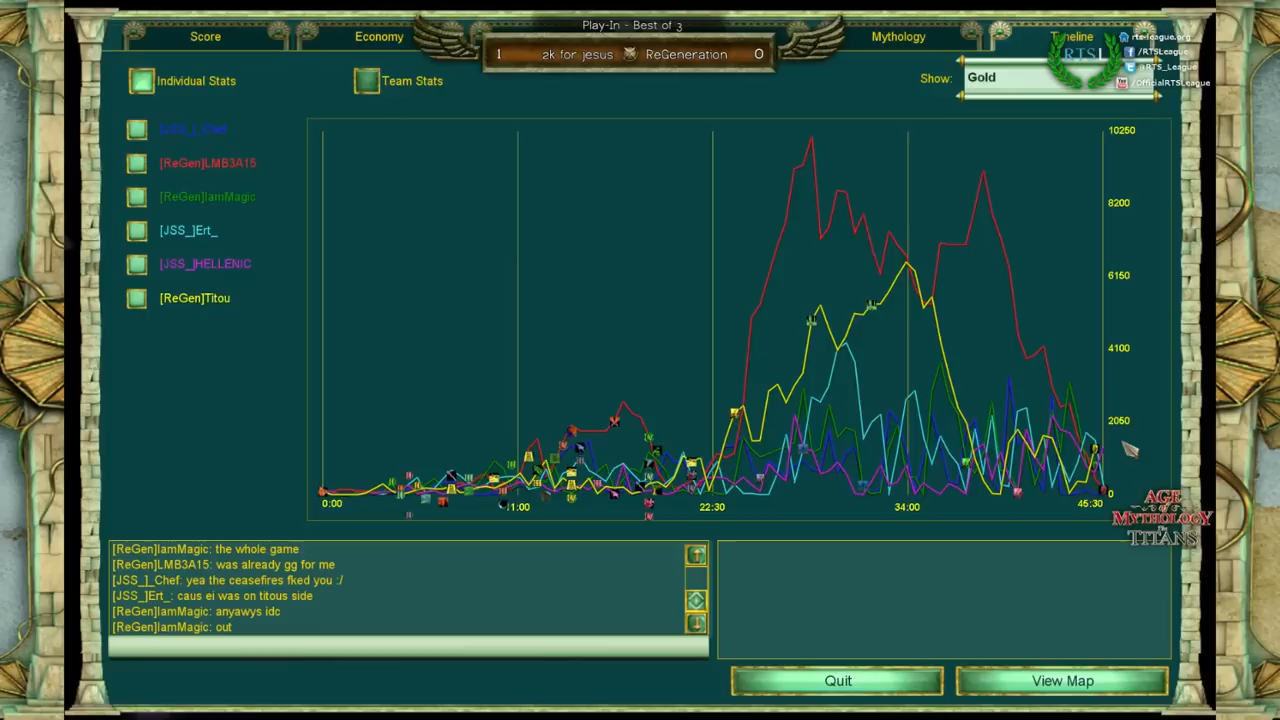 Play-In - Best of 3
1 2k for jesus ReGeneration 0
Score
Economy
Mythology
Timeline
rts-league.org
/RTSLeague
@RTS_League
/OfficialRTSLeague
RTSL
Individual Stats
Team Stats
Show:
Gold
[JSS_]_Chef
[ReGen]LMB3A15
[ReGen]IamMagic
[JSS_]Ert_
[JSS_]HELLENIC
[ReGen]Titou
10250
8200
6150
4100
2050
0
0:00
11:00
22:30
34:00
45:30
AGE of MYTHOLOGY
The TITANS
[ReGen]IamMagic: the whole game
[ReGen]LMB3A15: was already gg for me
[JSS_]_Chef: yea the ceasefires fked you :/
[JSS_]Ert_: caus ei was on titous side
[ReGen]IamMagic: anyawys idc
[ReGen]IamMagic: out
Quit
View Map